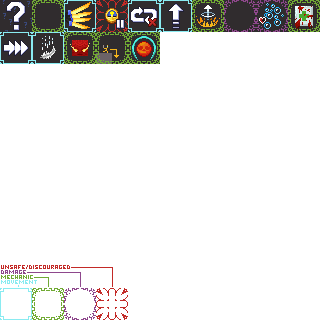 ?
UNSAFE/DISCOURAGED
DAMAGE
MECHANIC
MOVEMENT